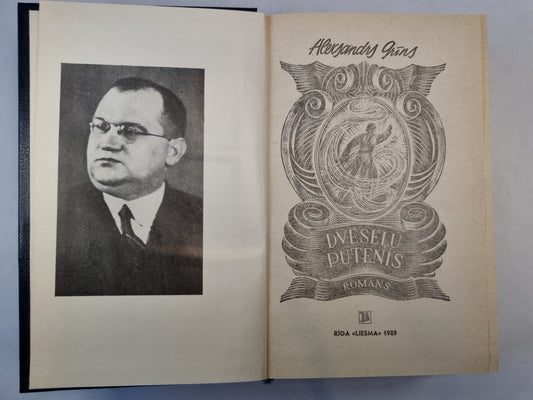 Aleksandrs Grīns
DVĒSEĻU
PUTENIS
ROMĀNS
RĪGA «LIESMA» 1989